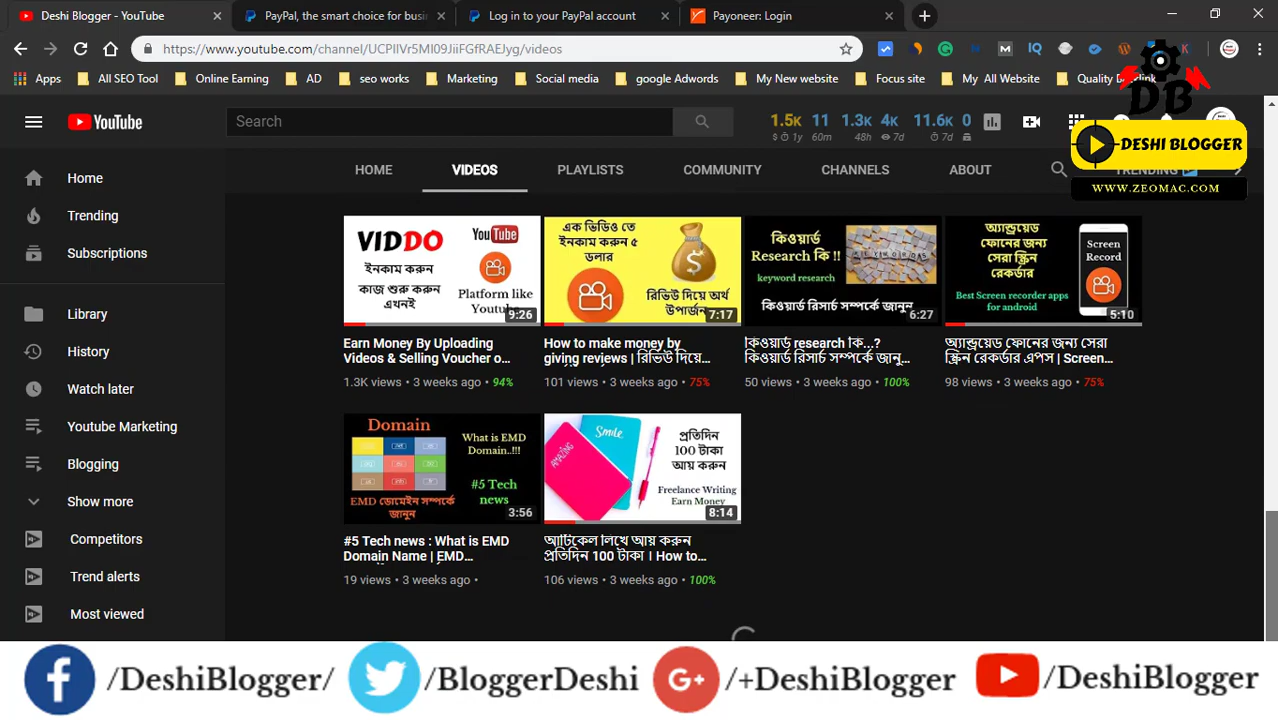 Deshi Blogger - YouTube
PayPal, the smart choice for busin
Log in to your PayPal account
Payoneer: Login
https://www.youtube.com/channel/UCPIlVr5MI09JiiFGfRAEJyg/videos
Apps
All SEO Tool
Online Earning
AD
seo works
Marketing
Social media
google Adwords
My New website
Focus site
My All Website
DB
YouTube
Search
1.5K 11 1.3K 4K 11.6K 0
1y 60m 48h 7d 7d
DESHI BLOGGER
WWW.ZEOMAC.COM
HOME
VIDEOS
PLAYLISTS
COMMUNITY
CHANNELS
ABOUT
TRENDING
Home
Trending
Subscriptions
Library
History
Watch later
Youtube Marketing
Blogging
Show more
Competitors
Trend alerts
Most viewed
VIDDO
YouTube
ইনকাম করুন
কাজ শুরু করুন
এখনই
Platform like
Youtube
9:26
এক ভিডিও তে
ইনকাম করুন ৫
ডলার
রিভিউ দিয়ে অর্থ
উপার্জন
7:17
কিওয়ার্ড
Research কি !!
keyword research
কিওয়ার্ড রিসার্চ সম্পর্কে জানুন
6:27
অ্যান্ড্রয়েড
ফোনের জন্য
সেরা স্ক্রিন
রেকর্ডার
Best Screen recorder apps
for android
Screen
Record
5:10
Earn Money By Uploading
Videos & Selling Voucher o...
1.3K views • 3 weeks ago • 94%
How to make money by
giving reviews | রিভিউ দিয়ে...
101 views • 3 weeks ago • 75%
কিওয়ার্ড research কি...?
কিওয়ার্ড রিসার্চ সম্পর্কে জানু...
50 views • 3 weeks ago • 100%
অ্যান্ড্রয়েড ফোনের জন্য সেরা
স্ক্রিন রেকর্ডার এপস | Screen...
98 views • 3 weeks ago • 75%
Domain
What is EMD
Domain..!!!
#5 Tech
news
EMD ডোমেইন সম্পর্কে
জানুন
3:56
AMAZING
Smile
প্রতিদিন
100 টাকা
আয় করুন
Freelance Writing
Earn Money
8:14
#5 Tech news : What is EMD
Domain Name | EMD...
19 views • 3 weeks ago •
আর্টিকেল লিখে আয় করুন
প্রতিদিন 100 টাকা । How to...
106 views • 3 weeks ago • 100%
/DeshiBlogger/
/BloggerDeshi
/+DeshiBlogger
/DeshiBlogger